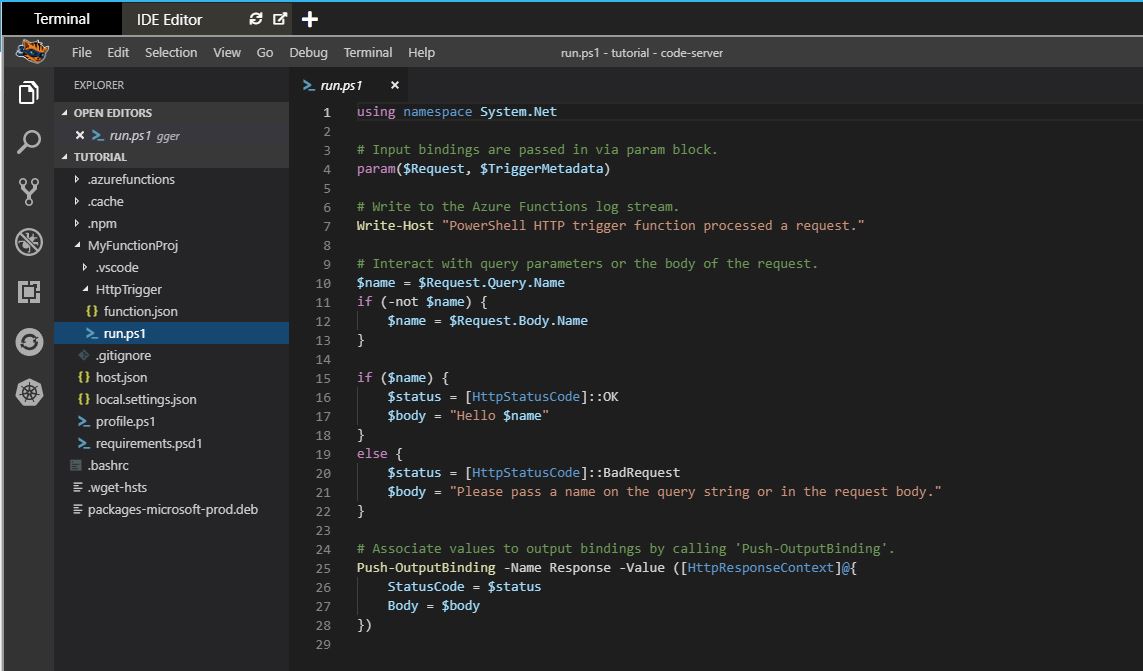 Terminal IDE Editor
File Edit Selection View Go Debug Terminal Help run.ps1 - tutorial - code-server
EXPLORER
OPEN EDITORS
run.ps1 gger
TUTORIAL
.azurefunctions
.cache
.npm
MyFunctionProj
.vscode
HttpTrigger
{} function.json
run.ps1
.gitignore
{} host.json
{} local.settings.json
profile.ps1
requirements.psd1
.bashrc
.wget-hsts
packages-microsoft-prod.deb
run.ps1
1 using namespace System.Net
2
3 # Input bindings are passed in via param block.
4 param($Request, $TriggerMetadata)
5
6 # Write to the Azure Functions log stream.
7 Write-Host "PowerShell HTTP trigger function processed a request."
8
9 # Interact with query parameters or the body of the request.
10 $name = $Request.Query.Name
11 if (-not $name) {
12     $name = $Request.Body.Name
13 }
14
15 if ($name) {
16     $status = [HttpStatusCode]::OK
17     $body = "Hello $name"
18 }
19 else {
20     $status = [HttpStatusCode]::BadRequest
21     $body = "Please pass a name on the query string or in the request body."
22 }
23
24 # Associate values to output bindings by calling 'Push-OutputBinding'.
25 Push-OutputBinding -Name Response -Value ([HttpResponseContext]@{
26     StatusCode = $status
27     Body = $body
28 })
29